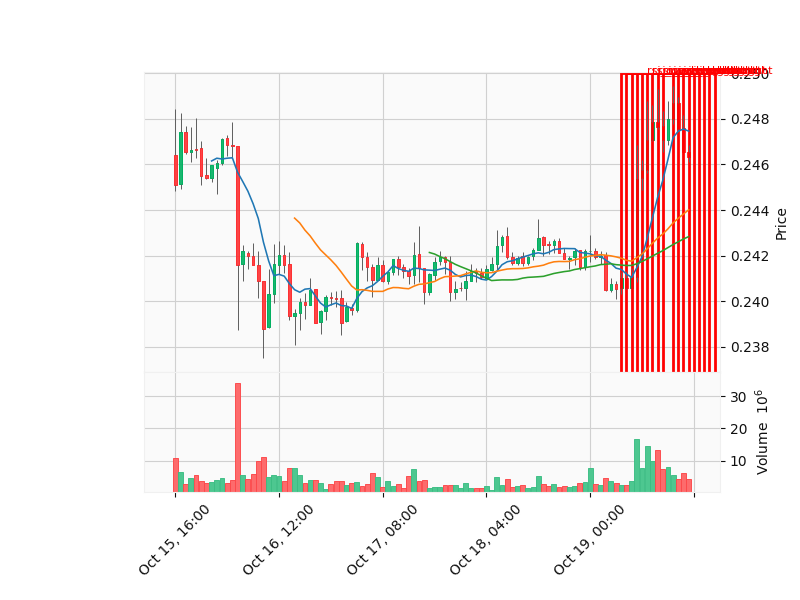 0.250
0.248
0.246
0.244
0.242
0.240
0.238
Price
30
20
10
Volume 10⁶
Oct 15, 16:00
Oct 16, 12:00
Oct 17, 08:00
Oct 18, 04:00
Oct 19, 00:00